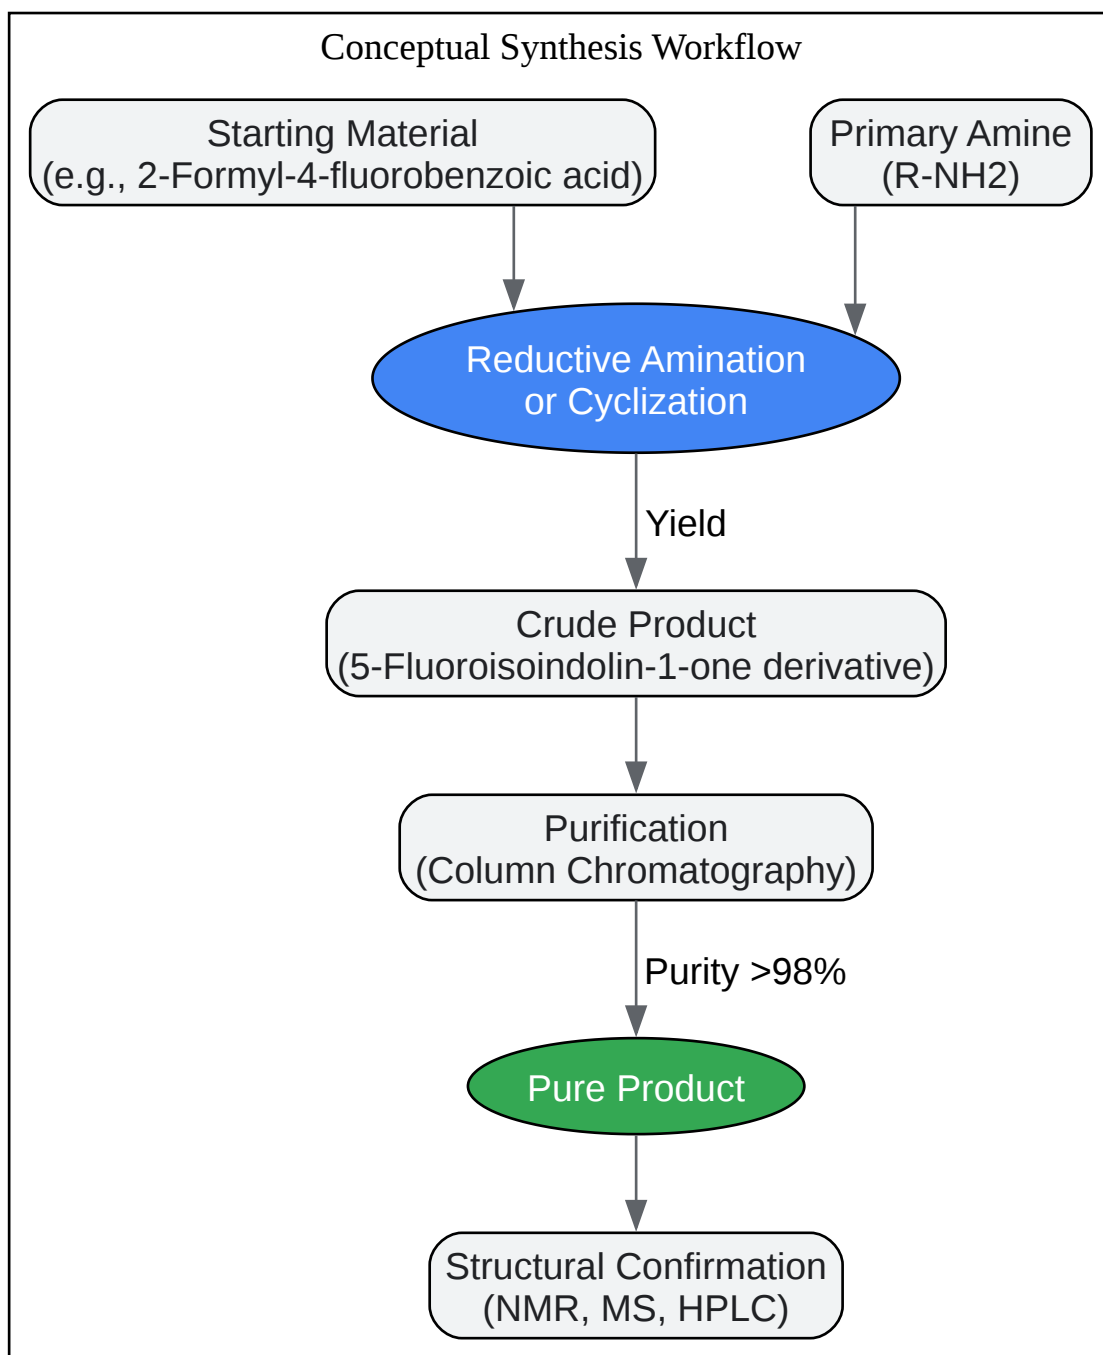 Conceptual Synthesis Workflow
Starting Material
(e.g., 2-Formyl-4-fluorobenzoic acid)
Primary Amine
(R-NH2)
Reductive Amination
or Cyclization
Yield
Crude Product
(5-Fluoroisoindolin-1-one derivative)
Purification
(Column Chromatography)
Purity >98%
Pure Product
Structural Confirmation
(NMR, MS, HPLC)